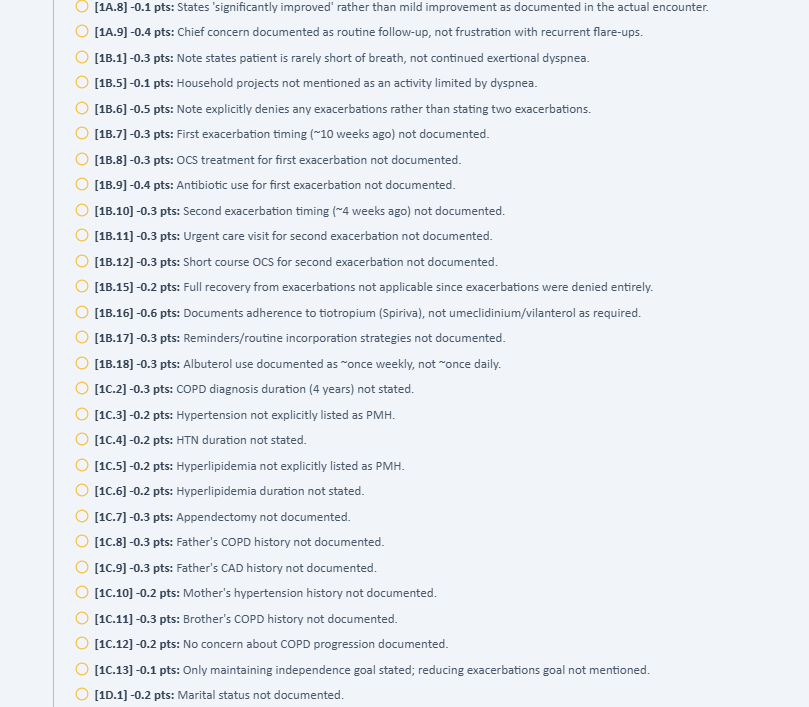 [1A.8] -0.1 pts: States 'significantly improved' rather than mild improvement as documented in the actual encounter.
[1A.9] -0.4 pts: Chief concern documented as routine follow-up, not frustration with recurrent flare-ups.
[1B.1] -0.3 pts: Note states patient is rarely short of breath, not continued exertional dyspnea.
[1B.5] -0.1 pts: Household projects not mentioned as an activity limited by dyspnea.
[1B.6] -0.5 pts: Note explicitly denies any exacerbations rather than stating two exacerbations.
[1B.7] -0.3 pts: First exacerbation timing (~10 weeks ago) not documented.
[1B.8] -0.3 pts: OCS treatment for first exacerbation not documented.
[1B.9] -0.4 pts: Antibiotic use for first exacerbation not documented.
[1B.10] -0.3 pts: Second exacerbation timing (~4 weeks ago) not documented.
[1B.11] -0.3 pts: Urgent care visit for second exacerbation not documented.
[1B.12] -0.3 pts: Short course OCS for second exacerbation not documented.
[1B.15] -0.2 pts: Full recovery from exacerbations not applicable since exacerbations were denied entirely.
[1B.16] -0.6 pts: Documents adherence to tiotropium (Spiriva), not umeclidinium/vilanterol as required.
[1B.17] -0.3 pts: Reminders/routine incorporation strategies not documented.
[1B.18] -0.3 pts: Albuterol use documented as ~once weekly, not ~once daily.
[1C.2] -0.3 pts: COPD diagnosis duration (4 years) not stated.
[1C.3] -0.2 pts: Hypertension not explicitly listed as PMH.
[1C.4] -0.2 pts: HTN duration not stated.
[1C.5] -0.2 pts: Hyperlipidemia not explicitly listed as PMH.
[1C.6] -0.2 pts: Hyperlipidemia duration not stated.
[1C.7] -0.3 pts: Appendectomy not documented.
[1C.8] -0.3 pts: Father's COPD history not documented.
[1C.9] -0.3 pts: Father's CAD history not documented.
[1C.10] -0.2 pts: Mother's hypertension history not documented.
[1C.11] -0.3 pts: Brother's COPD history not documented.
[1C.12] -0.2 pts: No concern about COPD progression documented.
[1C.13] -0.1 pts: Only maintaining independence goal stated; reducing exacerbations goal not mentioned.
[1D.1] -0.2 pts: Marital status not documented.